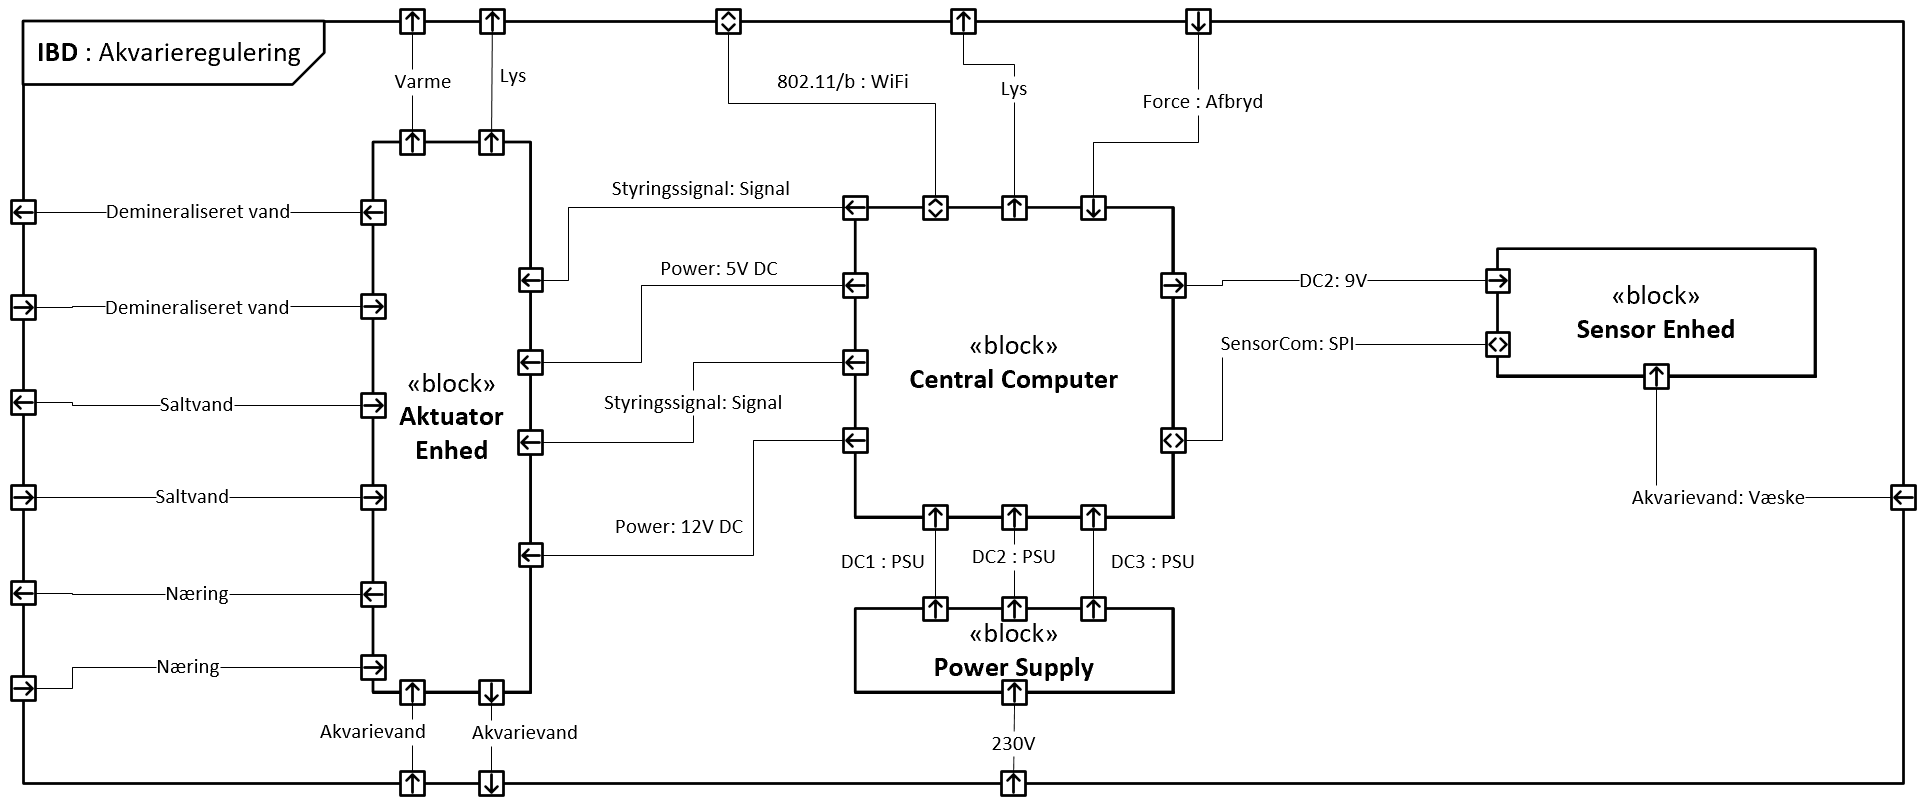 IBD : Akvarieregulering
Varme
Lys
802.11/b : WiFi
Lys
Force : Afbryd
Demineraliseret vand
Demineraliseret vand
Saltvand
Saltvand
Næring
Næring
«block»
Aktuator
Enhed
Styringssignal: Signal
Power: 5V DC
Styringssignal: Signal
Power: 12V DC
«block»
Central Computer
DC2: 9V
SensorCom: SPI
«block»
Sensor Enhed
Akvarievand: Væske
DC1 : PSU
DC2 : PSU
DC3 : PSU
«block»
Power Supply
Akvarievand
Akvarievand
230V